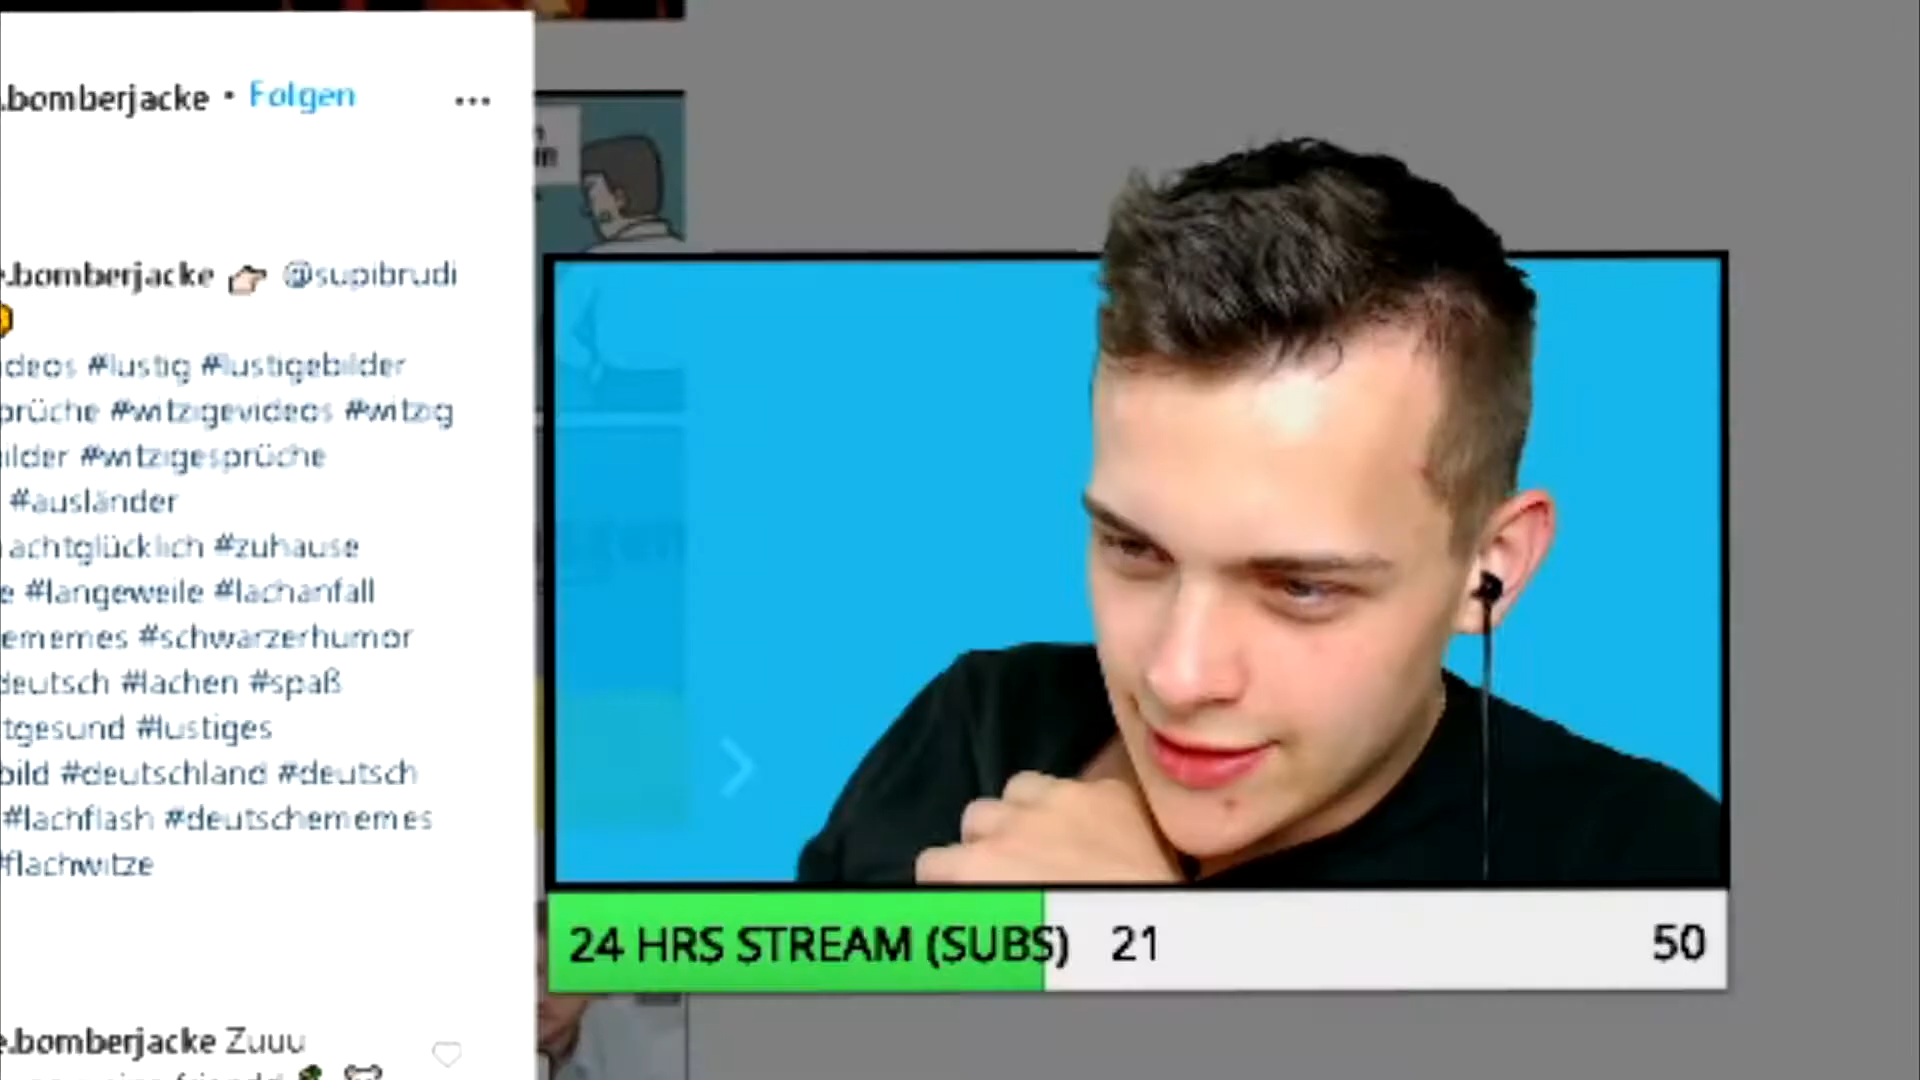 .bomberjacke • Folgen
e.bomberjacke 👉 @supibrudi
ideos #lustig #lustigebilder
prüche #witzigevideos #witzig
ilder #witzigesprüche
#ausländer
achtglücklich #zuhause
e #langeweile #lachanfall
ememes #schwarzerhumor
deutsch #lachen #spaß
tgesund #lustiges
bild #deutschland #deutsch
#lachflash #deutschememes
#flachwitze
e.bomberjacke Zuuu
24 HRS STREAM (SUBS) 21 50